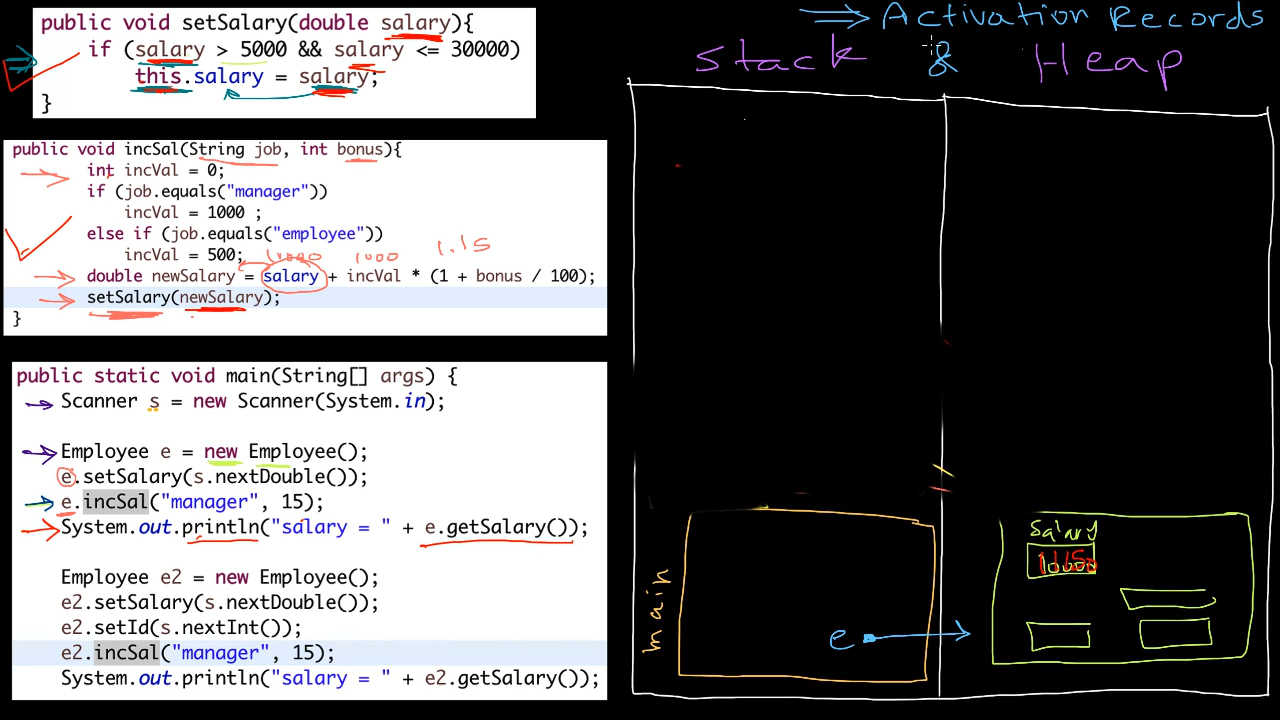 public void setSalary(double salary){
if (salary > 5000 && salary <= 30000)
this.salary = salary;
}
public void incSal(String job, int bonus){
int incVal = 0;
if (job.equals("manager"))
incVal = 1000 ;
else if (job.equals("employee"))
incVal = 500;
10000 1000 1.15
double newSalary = salary + incVal * (1 + bonus / 100);
setSalary(newSalary);
}
public static void main(String[] args) {
Scanner s = new Scanner(System.in);
Employee e = new Employee();
e.setSalary(s.nextDouble());
e.incSal("manager", 15);
System.out.println("salary = " + e.getSalary());
Employee e2 = new Employee();
e2.setSalary(s.nextDouble());
e2.setId(s.nextInt());
e2.incSal("manager", 15);
System.out.println("salary = " + e2.getSalary());
Activation Records
Stack & Heap
main
e
Salary